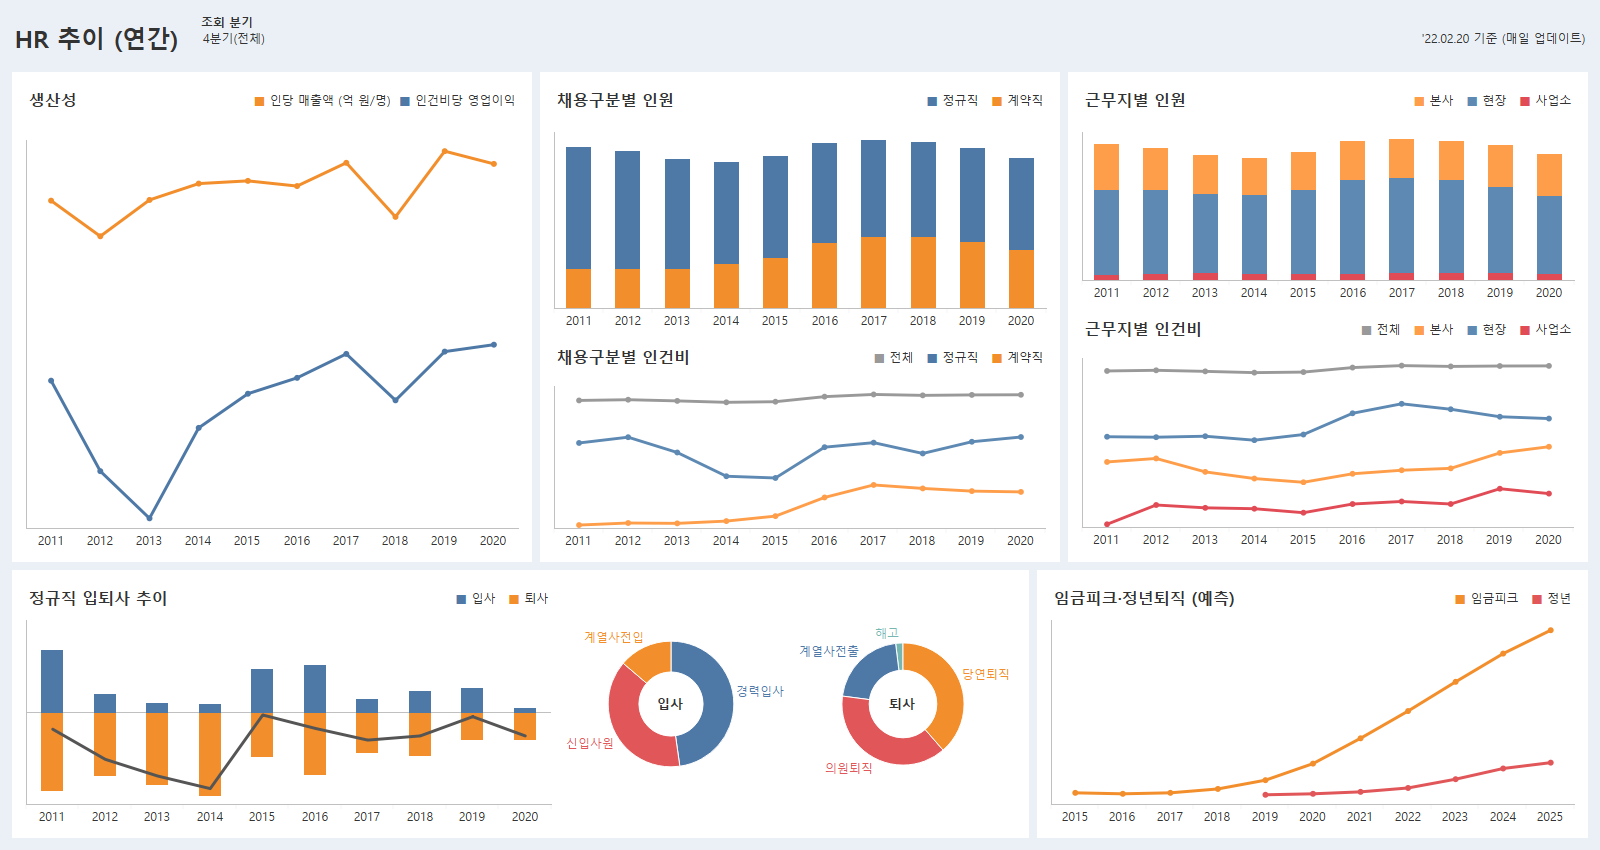 HR 추이 (연간)
조회 분기
4분기(전체)
'22.02.20 기준 (매일 업데이트)
생산성
인당 매출액 (억 원/명) 인건비당 영업이익
2011 2012 2013 2014 2015 2016 2017 2018 2019 2020
채용구분별 인원
정규직 계약직
2011 2012 2013 2014 2015 2016 2017 2018 2019 2020
채용구분별 인건비
전체 정규직 계약직
2011 2012 2013 2014 2015 2016 2017 2018 2019 2020
근무지별 인원
본사 현장 사업소
2011 2012 2013 2014 2015 2016 2017 2018 2019 2020
근무지별 인건비
전체 본사 현장 사업소
2011 2012 2013 2014 2015 2016 2017 2018 2019 2020
정규직 입퇴사 추이
입사 퇴사
2011 2012 2013 2014 2015 2016 2017 2018 2019 2020
계열사전입
경력입사
입사
신입사원
해고
계열사전출
당연퇴직
퇴사
의원퇴직
임금피크·정년퇴직 (예측)
임금피크 정년
2015 2016 2017 2018 2019 2020 2021 2022 2023 2024 2025